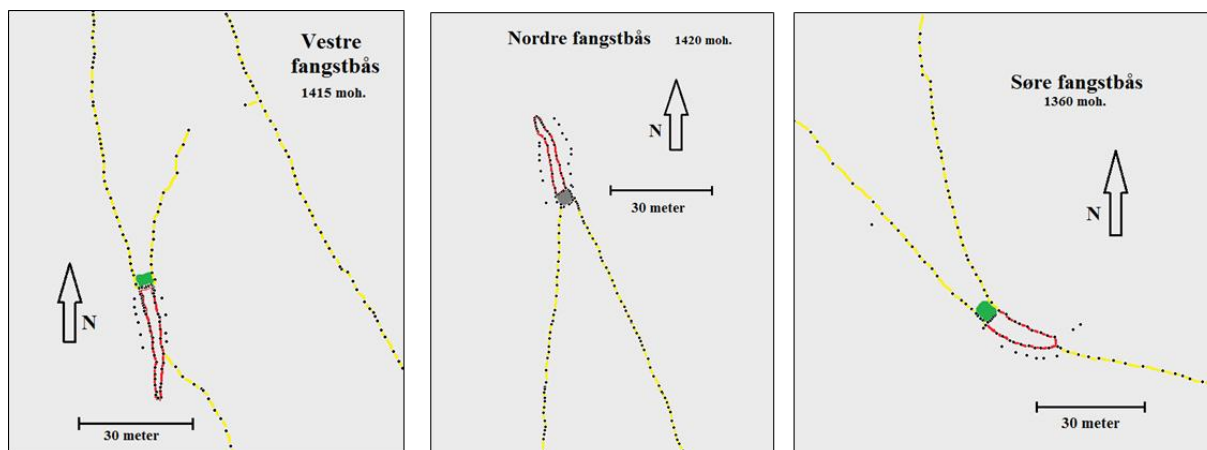 Vestre
fangstbås
1415 moh.
N
30 meter
Nordre fangstbås 1420 moh.
N
30 meter
Søre fangstbås
1360 moh.
N
30 meter